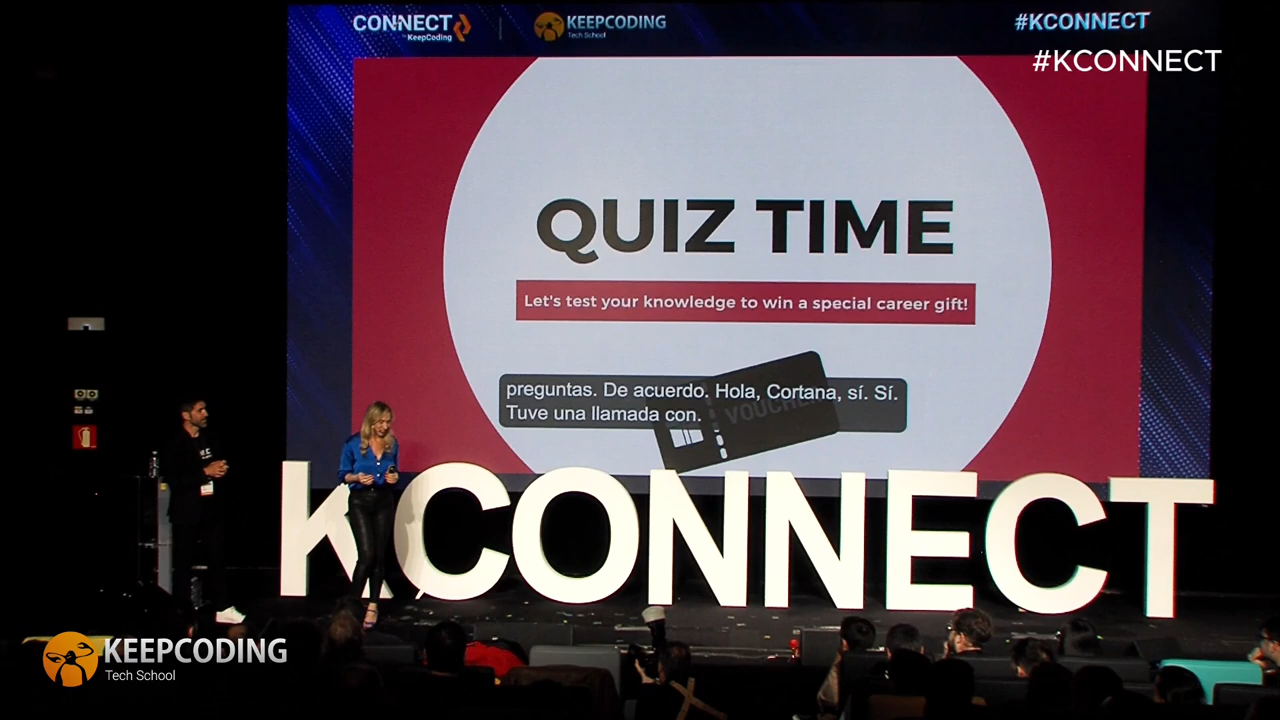 CONNECT
by KeepCoding
KEEPCODING
Tech School
#KCONNECT
#KCONNECT
QUIZ TIME
Let's test your knowledge to win a special career gift!
preguntas. De acuerdo. Hola, Cortana, sí. Sí.
Tuve una llamada con.
KCONNECT
KEEPCODING
Tech School